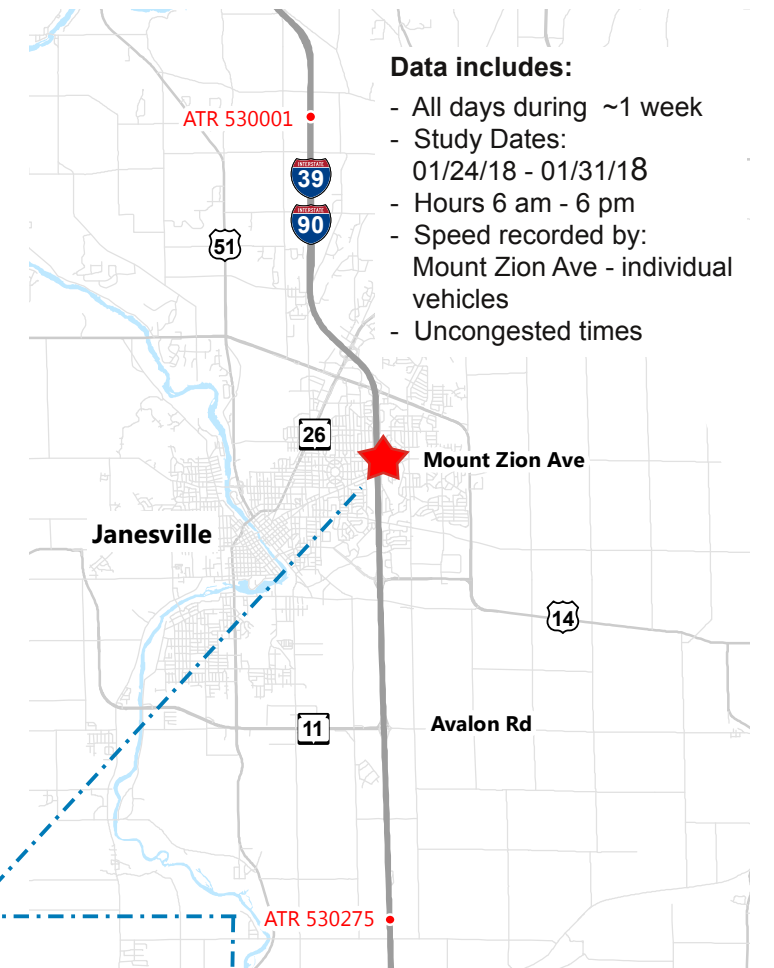 Data includes:
- All days during ~1 week
- Study Dates:
01/24/18 - 01/31/18
- Hours 6 am - 6 pm
- Speed recorded by:
Mount Zion Ave - individual
vehicles
- Uncongested times
ATR 530001
INTERSTATE
39
INTERSTATE
90
51
26
Mount Zion Ave
Janesville
14
11
Avalon Rd
ATR 530275